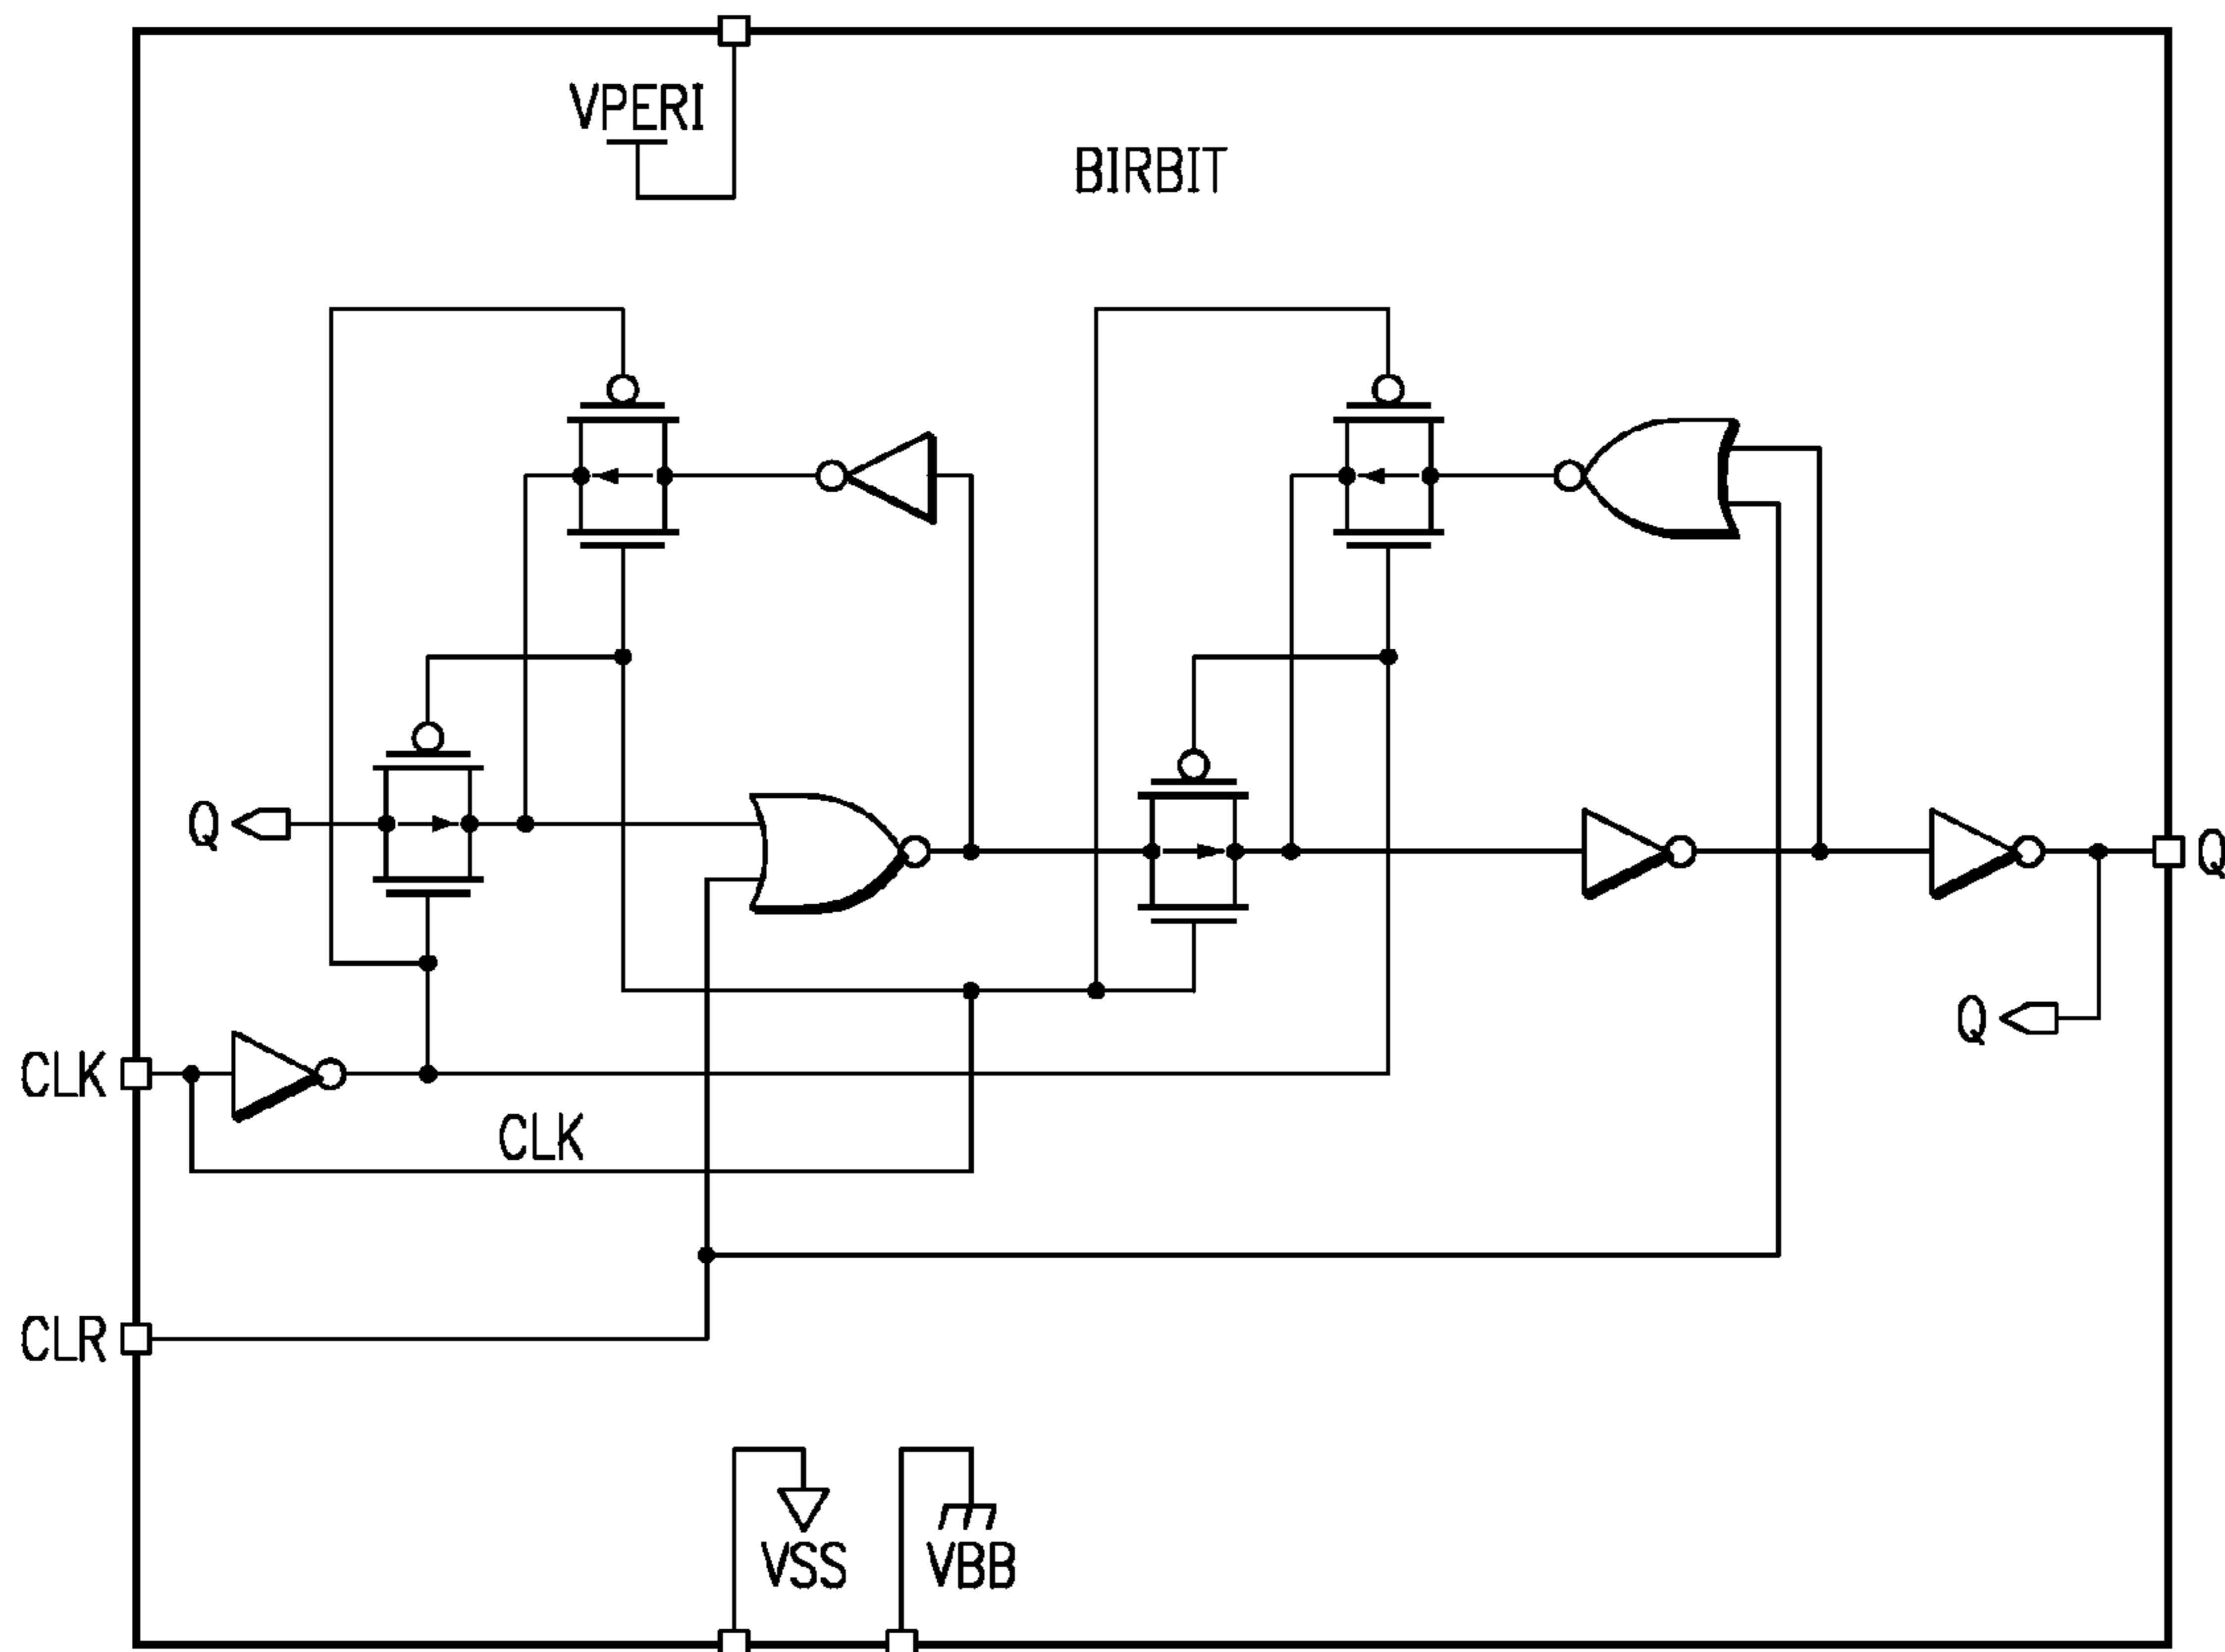 VPERI
BIRBIT
Q
Q
Q
CLK
CLK
CLR
VSS
VBB